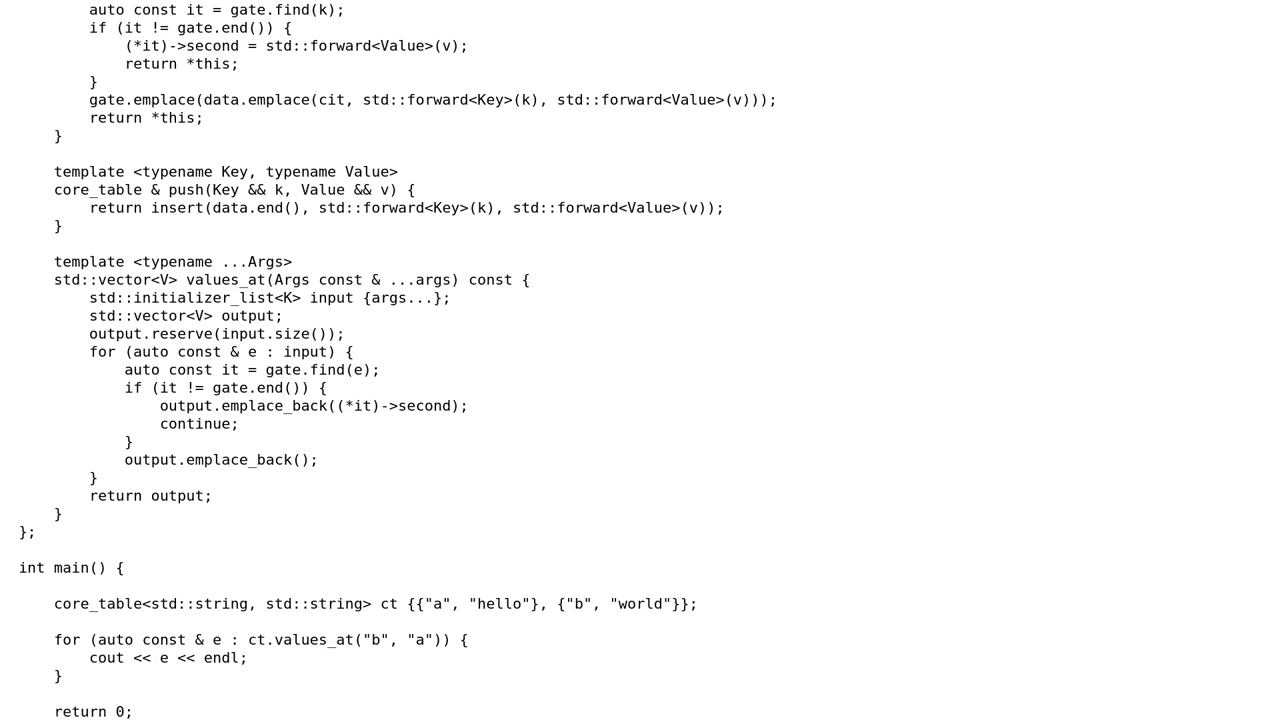 auto const it = gate.find(k);
        if (it != gate.end()) {
            (*it)->second = std::forward<Value>(v);
            return *this;
        }
        gate.emplace(data.emplace(cit, std::forward<Key>(k), std::forward<Value>(v)));
        return *this;
    }

    template <typename Key, typename Value>
    core_table & push(Key && k, Value && v) {
        return insert(data.end(), std::forward<Key>(k), std::forward<Value>(v));
    }

    template <typename ...Args>
    std::vector<V> values_at(Args const & ...args) const {
        std::initializer_list<K> input {args...};
        std::vector<V> output;
        output.reserve(input.size());
        for (auto const & e : input) {
            auto const it = gate.find(e);
            if (it != gate.end()) {
                output.emplace_back((*it)->second);
                continue;
            }
            output.emplace_back();
        }
        return output;
    }
};

int main() {

    core_table<std::string, std::string> ct {{"a", "hello"}, {"b", "world"}};

    for (auto const & e : ct.values_at("b", "a")) {
        cout << e << endl;
    }

    return 0;